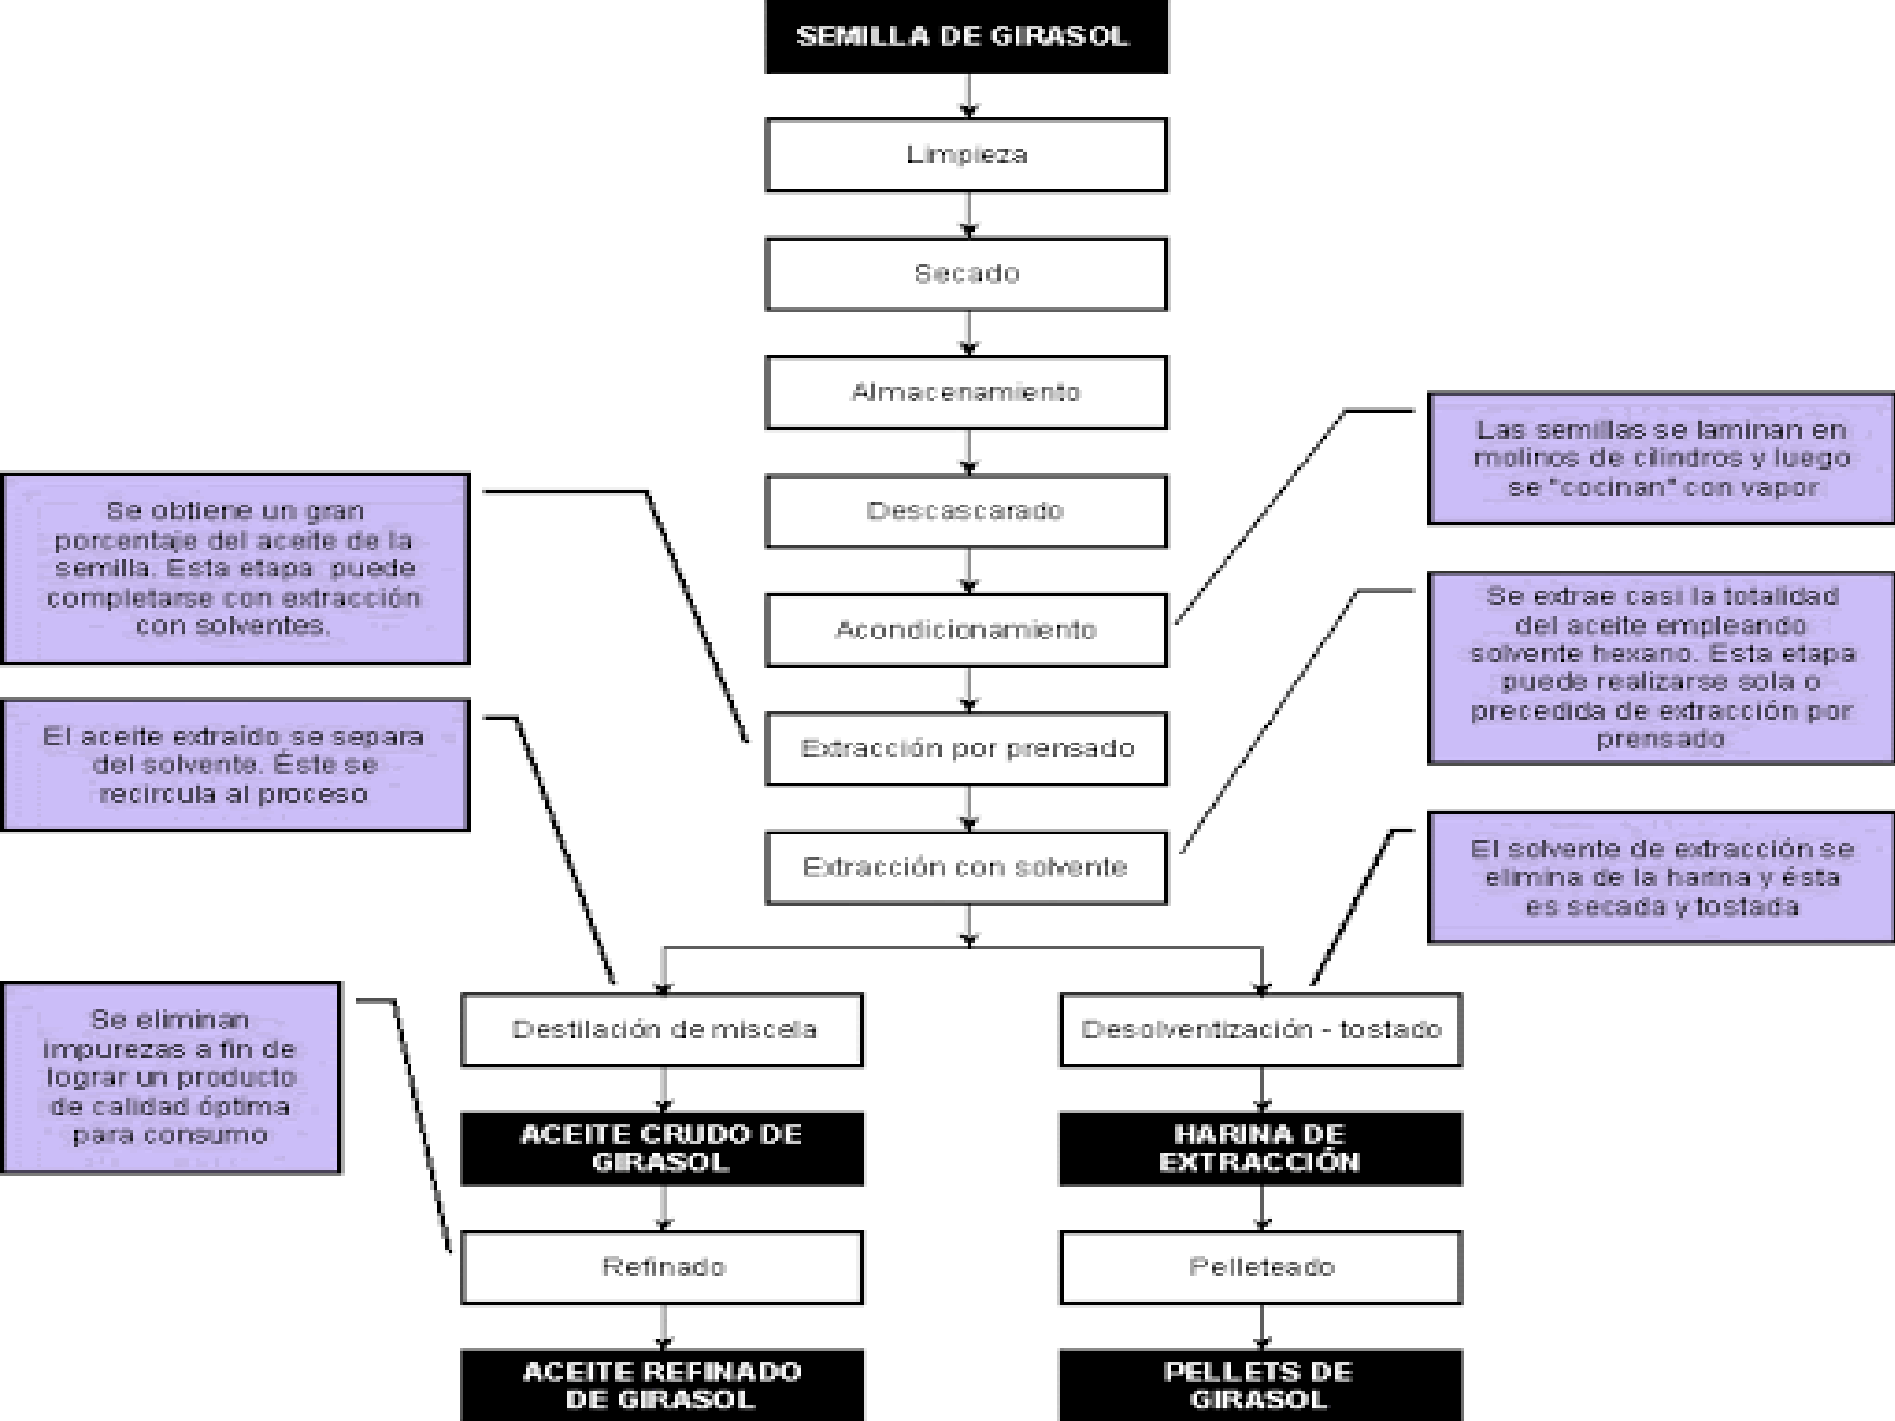 SEMILLA DE GIRASOL
Limpieza
Secado
Almacenamiento
Descascarado
Acondicionamiento
Extracción por prensado
Extracción con solvente
Las semillas se laminan en
molinos de cilindros y luego
se "cocinan" con vapor
Se obtiene un gran
porcentaje del aceite de la
semilla. Esta etapa puede
completarse con extracción
con solventes.
Se extrae casi la totalidad
del aceite empleando
solvente hexano. Esta etapa
puede realizarse sola o
precedida de extracción por
prensado
El aceite extraído se separa
del solvente. Éste se
recircula al proceso
El solvente de extracción se
elimina de la harina y ésta
es secada y tostada
Se eliminan
impurezas a fin de
lograr un producto
de calidad óptima
para consumo
Destilación de miscela
ACEITE CRUDO DE
GIRASOL
Refinado
ACEITE REFINADO
DE GIRASOL
Desolventización - tostado
HARINA DE
EXTRACCIÓN
Pelleteado
PELLETS DE
GIRASOL